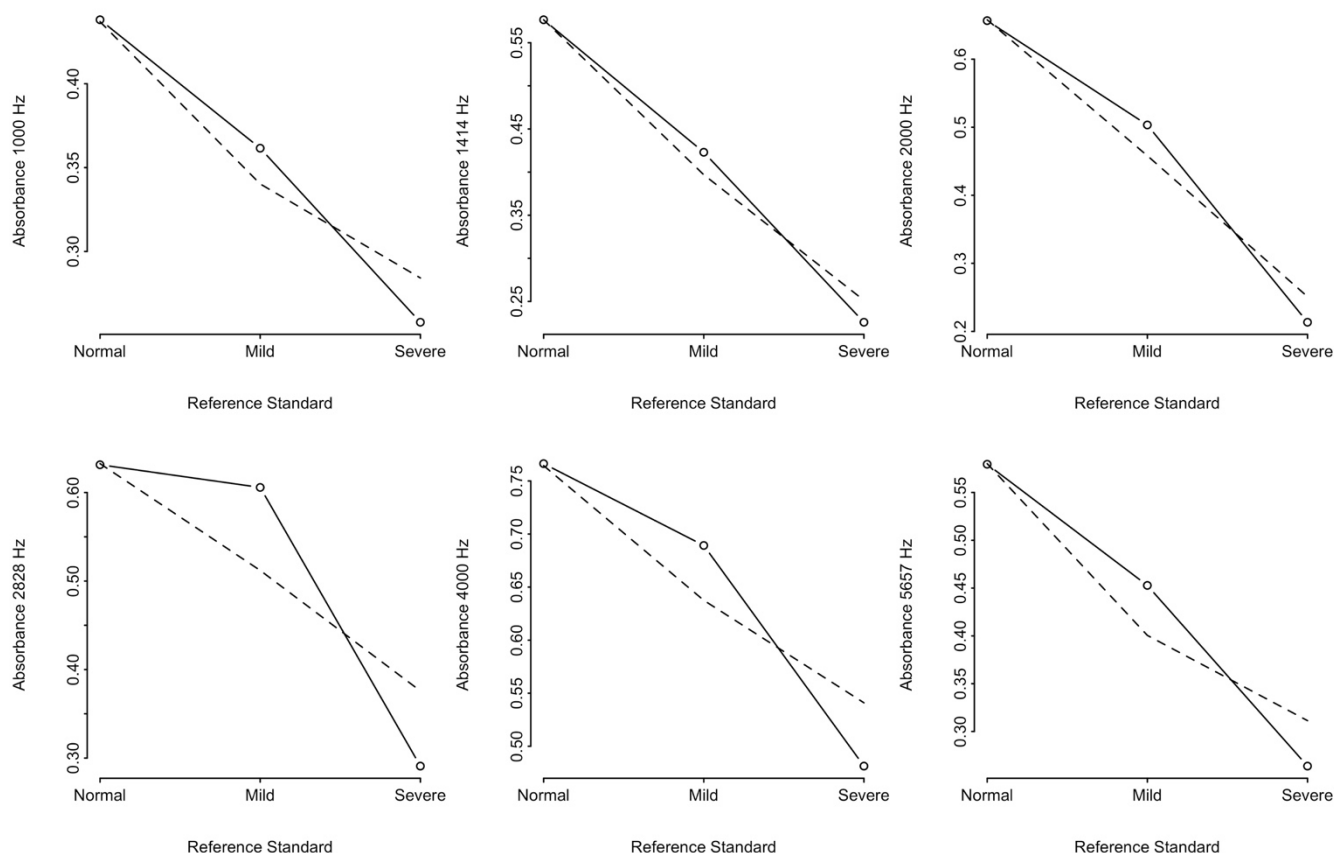 Absorbance 1000 Hz
0.40
0.35
0.30
Normal
Mild
Severe
Reference Standard
Absorbance 1414 Hz
0.55
0.45
0.35
0.25
Normal
Mild
Severe
Reference Standard
Absorbance 2000 Hz
0.6
0.5
0.4
0.3
0.2
Normal
Mild
Severe
Reference Standard
Absorbance 2828 Hz
0.60
0.50
0.40
0.30
Normal
Mild
Severe
Reference Standard
Absorbance 4000 Hz
0.75
0.70
0.65
0.60
0.55
0.50
Normal
Mild
Severe
Reference Standard
Absorbance 5657 Hz
0.55
0.50
0.45
0.40
0.35
0.30
Normal
Mild
Severe
Reference Standard